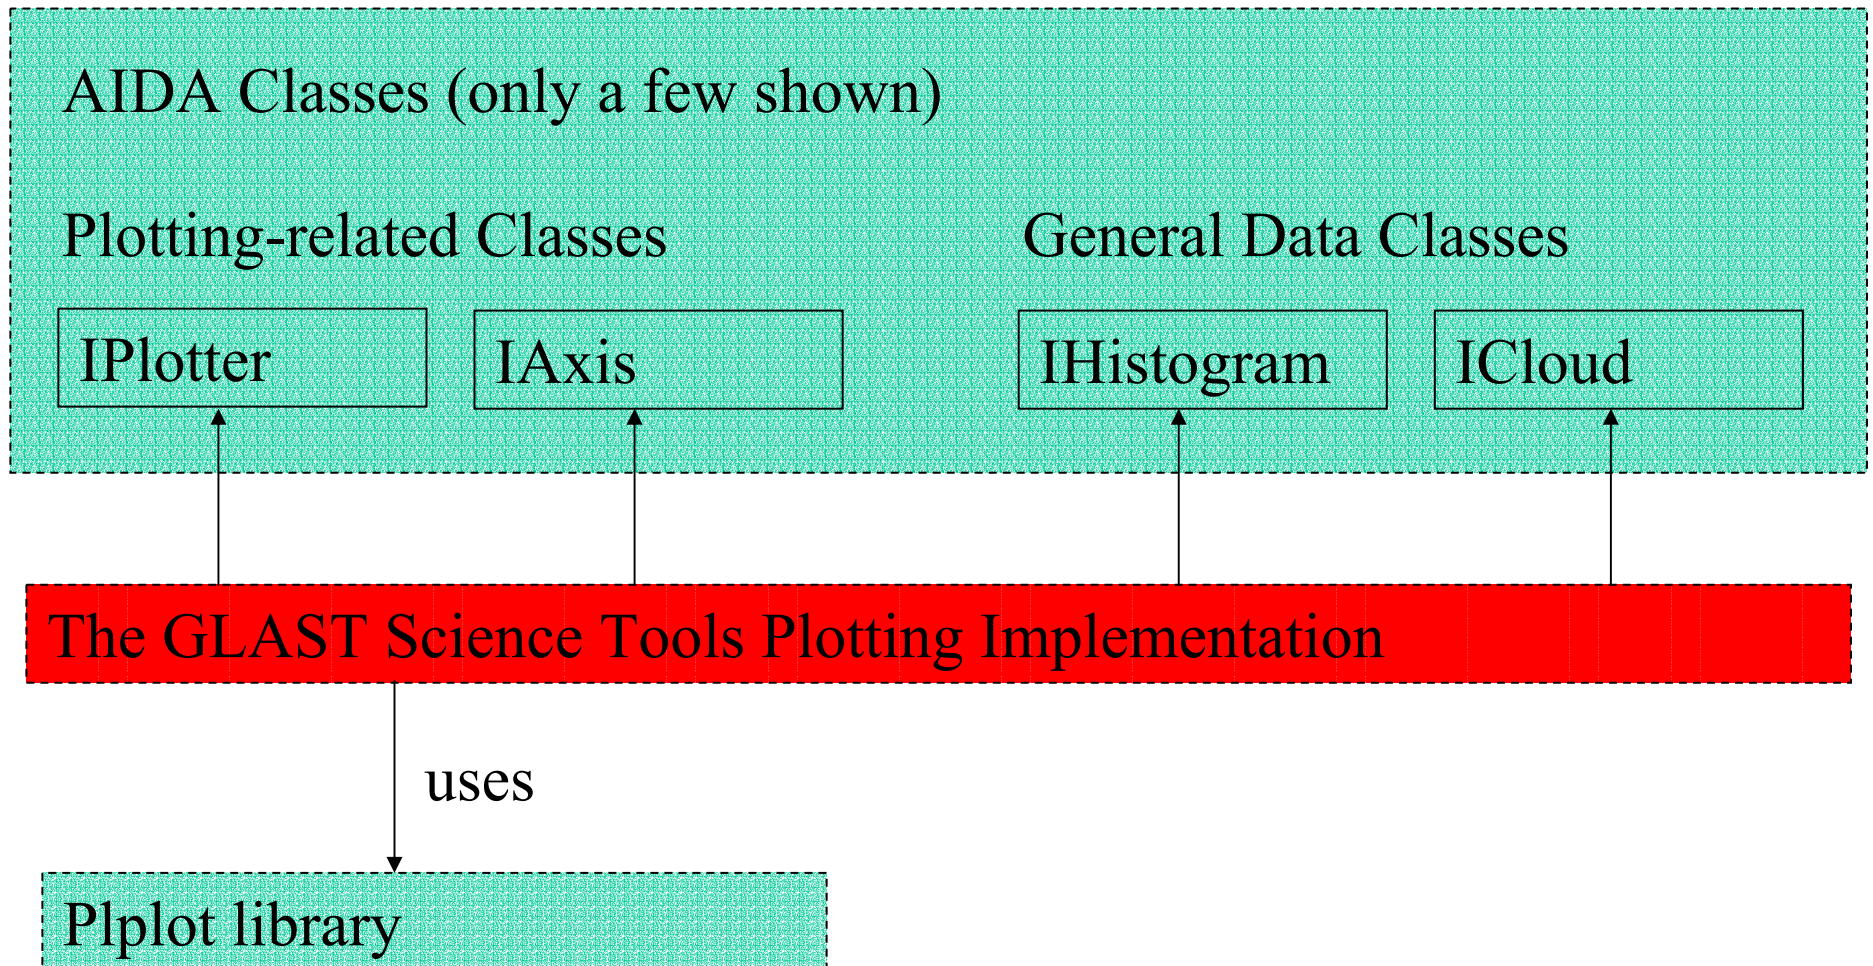 AIDA Classes (only a few shown)
Plotting-related Classes
General Data Classes
IPlotter
IAxis
IHistogram
ICloud
The GLAST Science Tools Plotting Implementation
uses
Plplot library